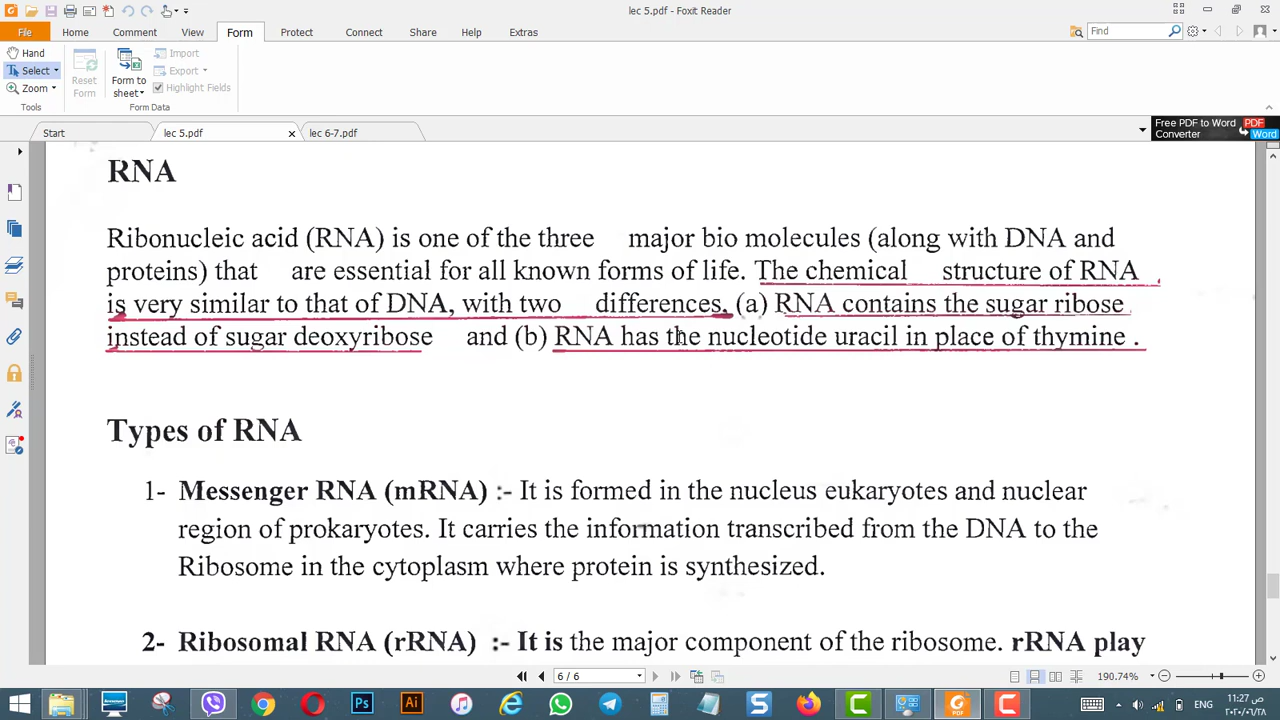 lec 5.pdf - Foxit Reader
File Home Comment View Form Protect Connect Share Help Extras Find
Hand
Select
Zoom
Tools
Reset Form
Form to sheet
Import
Export
Highlight Fields
Form Data
Start lec 5.pdf lec 6-7.pdf
Free PDF to Word Converter PDF Word
RNA
Ribonucleic acid (RNA) is one of the three major bio molecules (along with DNA and
proteins) that are essential for all known forms of life. The chemical structure of RNA
is very similar to that of DNA, with two differences, (a) RNA contains the sugar ribose
instead of sugar deoxyribose and (b) RNA has the nucleotide uracil in place of thymine .
Types of RNA
1- Messenger RNA (mRNA) :- It is formed in the nucleus eukaryotes and nuclear
region of prokaryotes. It carries the information transcribed from the DNA to the
Ribosome in the cytoplasm where protein is synthesized.
2- Ribosomal RNA (rRNA) :- It is the major component of the ribosome. rRNA play
6 / 6 190.74%
Ps Ai S ENG 11:27 ص